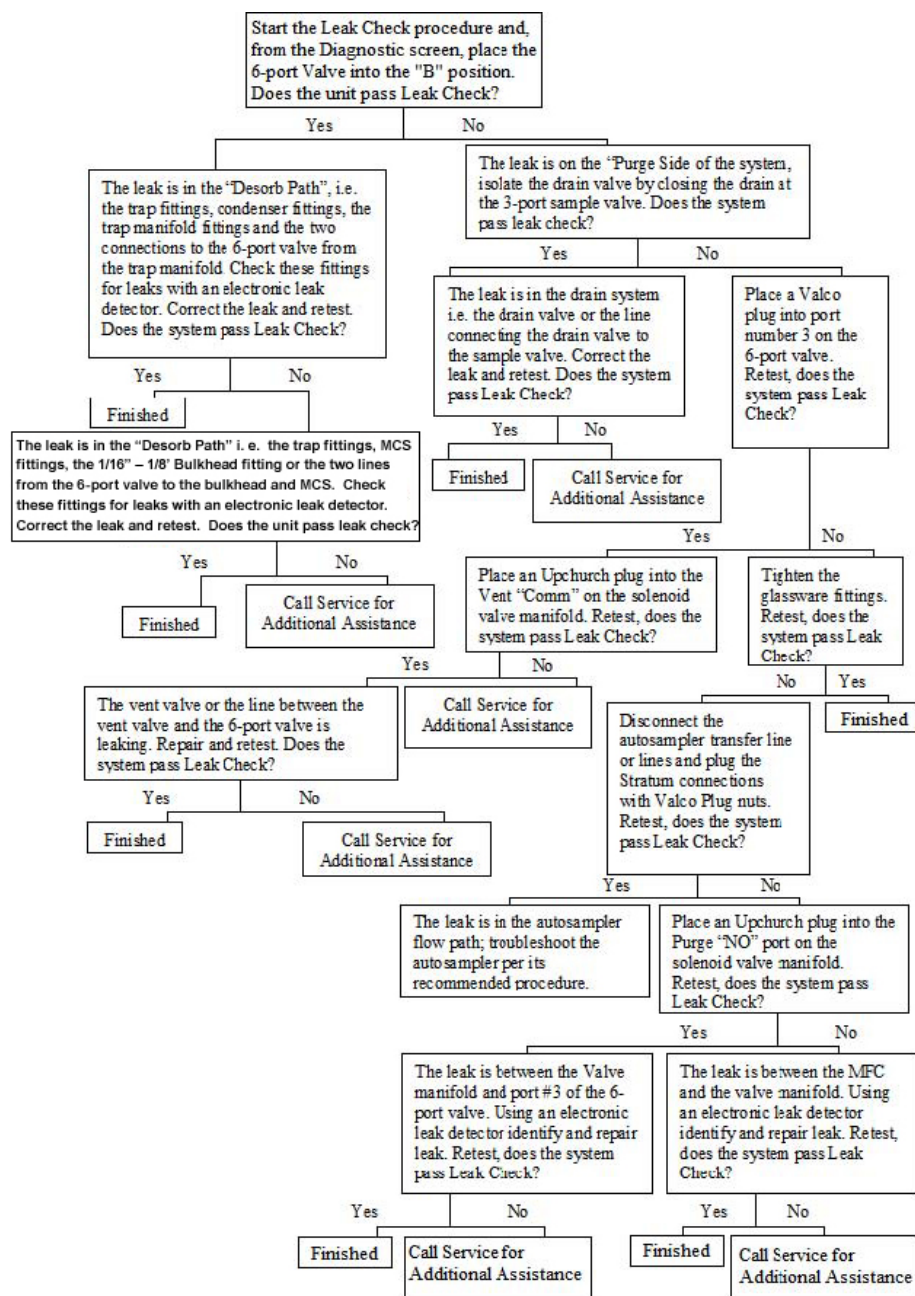 Start the Leak Check procedure and,
from the Diagnostic screen, place the
6-port Valve into the "B" position.
Does the unit pass Leak Check?
Yes
No
The leak is in the “Desorb Path”, i.e.
the trap fittings, condenser fittings, the
trap manifold fittings and the two
connections to the 6-port valve from
the trap manifold. Check these fittings
for leaks with an electronic leak
detector. Correct the leak and retest.
Does the system pass Leak Check?
The leak is on the “Purge Side of the system,
isolate the drain valve by closing the drain at
the 3-port sample valve. Does the system
pass leak check?
Yes
No
The leak is in the drain system
i.e. the drain valve or the line
connecting the drain valve to
the sample valve. Correct the
leak and retest. Does the system
pass Leak Check?
Place a Valco
plug into port
number 3 on the
6-port valve.
Retest, does the
system pass Leak
Check?
Yes
No
Finished
The leak is in the “Desorb Path” i. e. the trap fittings, MCS
fittings, the 1/16” – 1/8’ Bulkhead fitting or the two lines
from the 6-port valve to the bulkhead and MCS. Check
these fittings for leaks with an electronic leak detector.
Correct the leak and retest. Does the unit pass leak check?
Yes
No
Finished
Call Service for
Additional Assistance
Yes
No
Finished
Call Service for
Additional Assistance
Yes
No
Place an Upchurch plug into the
Vent “Comm” on the solenoid
valve manifold. Retest, does the
system pass Leak Check?
Tighten the
glassware fittings.
Retest, does the
system pass Leak
Check?
Yes
No
The vent valve or the line between the
vent valve and the 6-port valve is
leaking. Repair and retest. Does the
system pass Leak Check?
Call Service for
Additional Assistance
No
Yes
Disconnect the
autosampler transfer line
or lines and plug the
Stratum connections
with Valco Plug nuts.
Retest, does the system
pass Leak Check?
Finished
Yes
No
Finished
Call Service for
Additional Assistance
Yes
No
The leak is in the autosampler
flow path; troubleshoot the
autosampler per its
recommended procedure.
Place an Upchurch plug into the
Purge “NO” port on the
solenoid valve manifold.
Retest, does the system pass
Leak Check?
Yes
No
The leak is between the Valve
manifold and port #3 of the 6-
port valve. Using an electronic
leak detector identify and repair
leak. Retest, does the system
pass Leak Check?
The leak is between the MFC
and the valve manifold. Using
an electronic leak detector
identify and repair leak. Retest,
does the system pass Leak
Check?
Yes
No
Finished
Call Service for
Additional Assistance
Yes
No
Finished
Call Service for
Additional Assistance